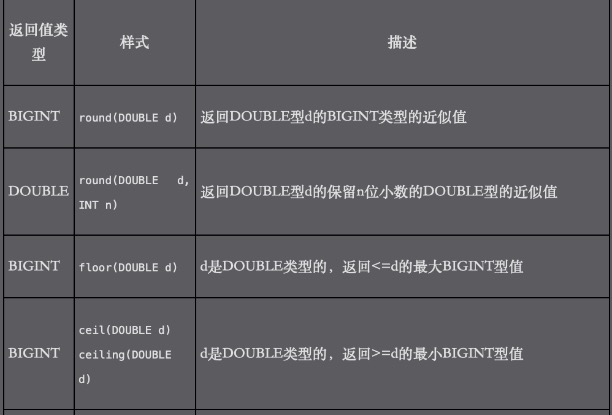 返回值类
型
样式
描述
BIGINT
round(DOUBLE d)
返回DOUBLE型d的BIGINT类型的近似值
DOUBLE
round(DOUBLE d,
INT n)
返回DOUBLE型d的保留n位小数的DOUBLE型的近似值
BIGINT
floor(DOUBLE d)
d是DOUBLE类型的，返回<=d的最大BIGINT型值
BIGINT
ceil(DOUBLE d)
ceiling(DOUBLE
d)
d是DOUBLE类型的，返回>=d的最小BIGINT型值